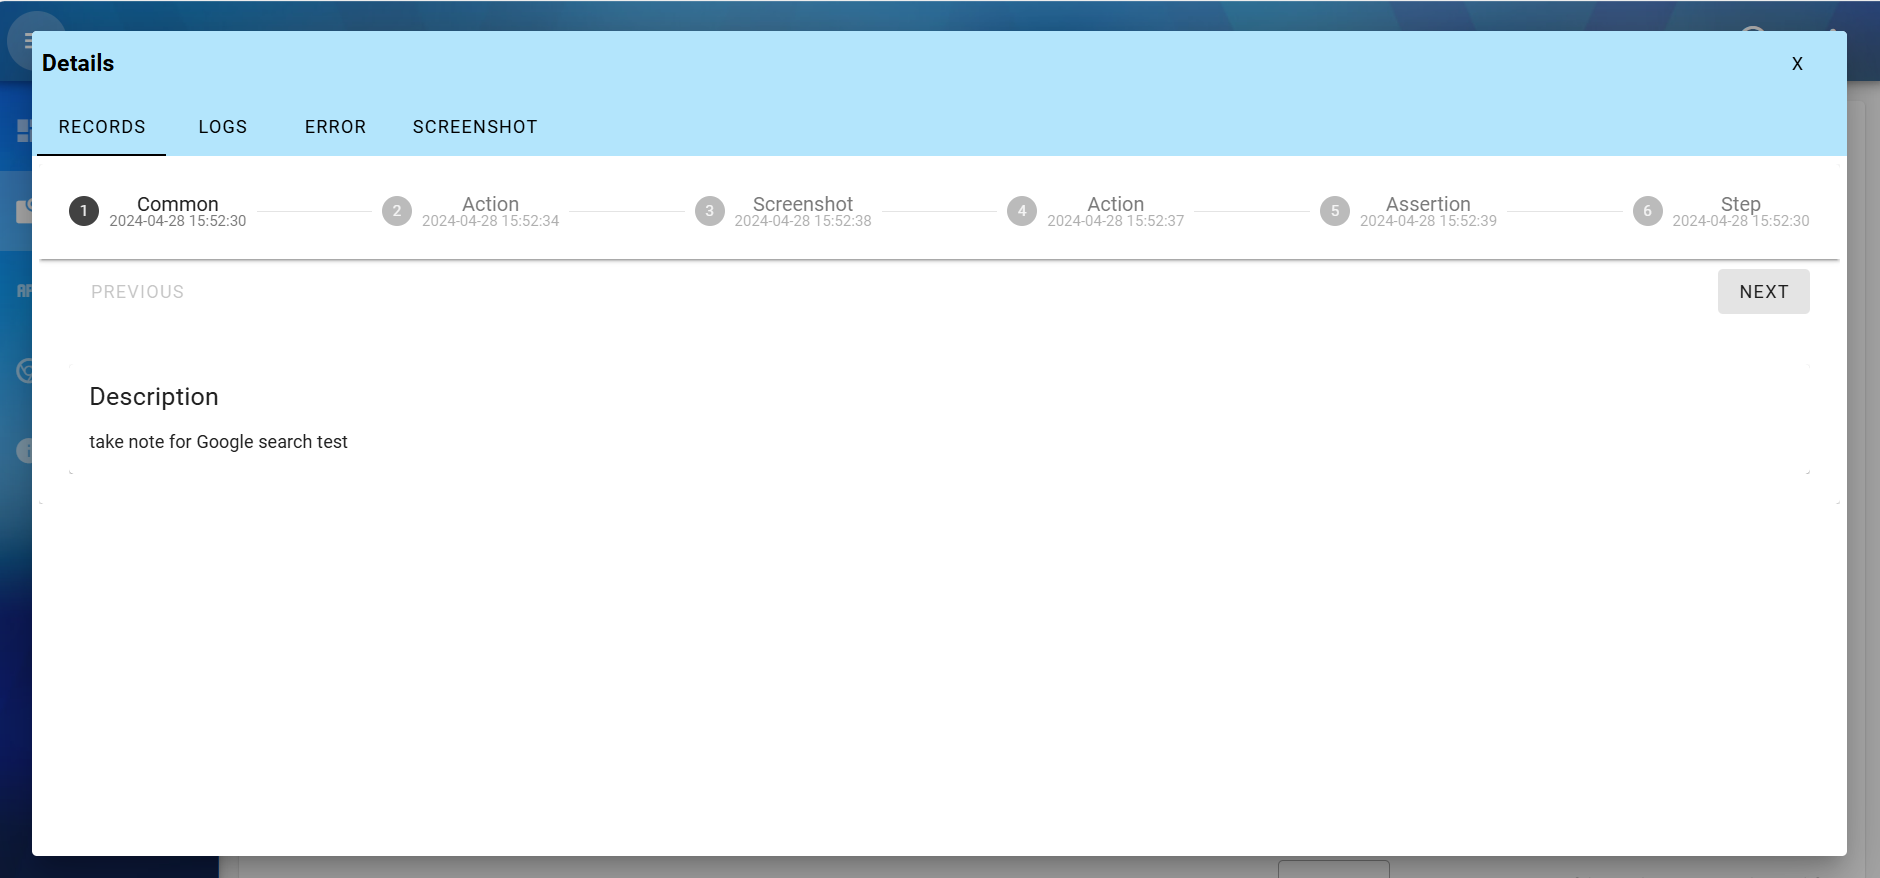 Details
X
RECORDS LOGS ERROR SCREENSHOT
1 Common 2 Action 3 Screenshot 4 Action 5 Assertion 6 Step
2024-04-28 15:52:30 2024-04-28 15:52:34 2024-04-28 15:52:38 2024-04-28 15:52:37 2024-04-28 15:52:39 2024-04-28 15:52:30
PREVIOUS NEXT
Description
take note for Google search test